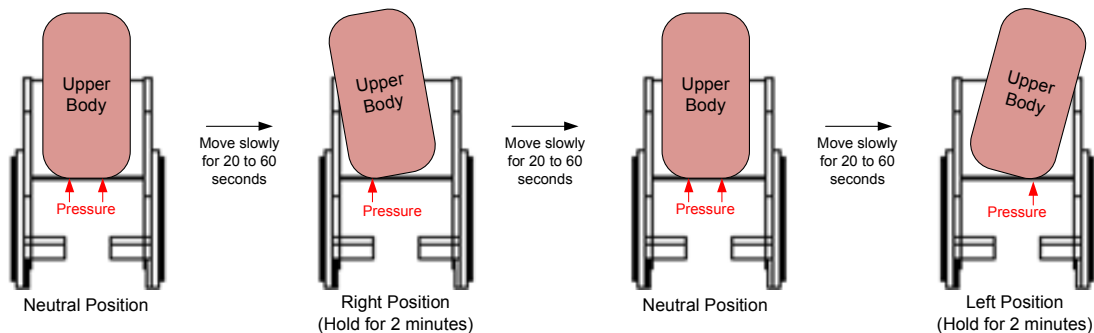 Upper
Body
Pressure
Neutral Position
Move slowly
for 20 to 60
seconds
Upper
Body
Pressure
Right Position
(Hold for 2 minutes)
Move slowly
for 20 to 60
seconds
Upper
Body
Pressure
Neutral Position
Move slowly
for 20 to 60
seconds
Upper
Body
Pressure
Left Position
(Hold for 2 minutes)